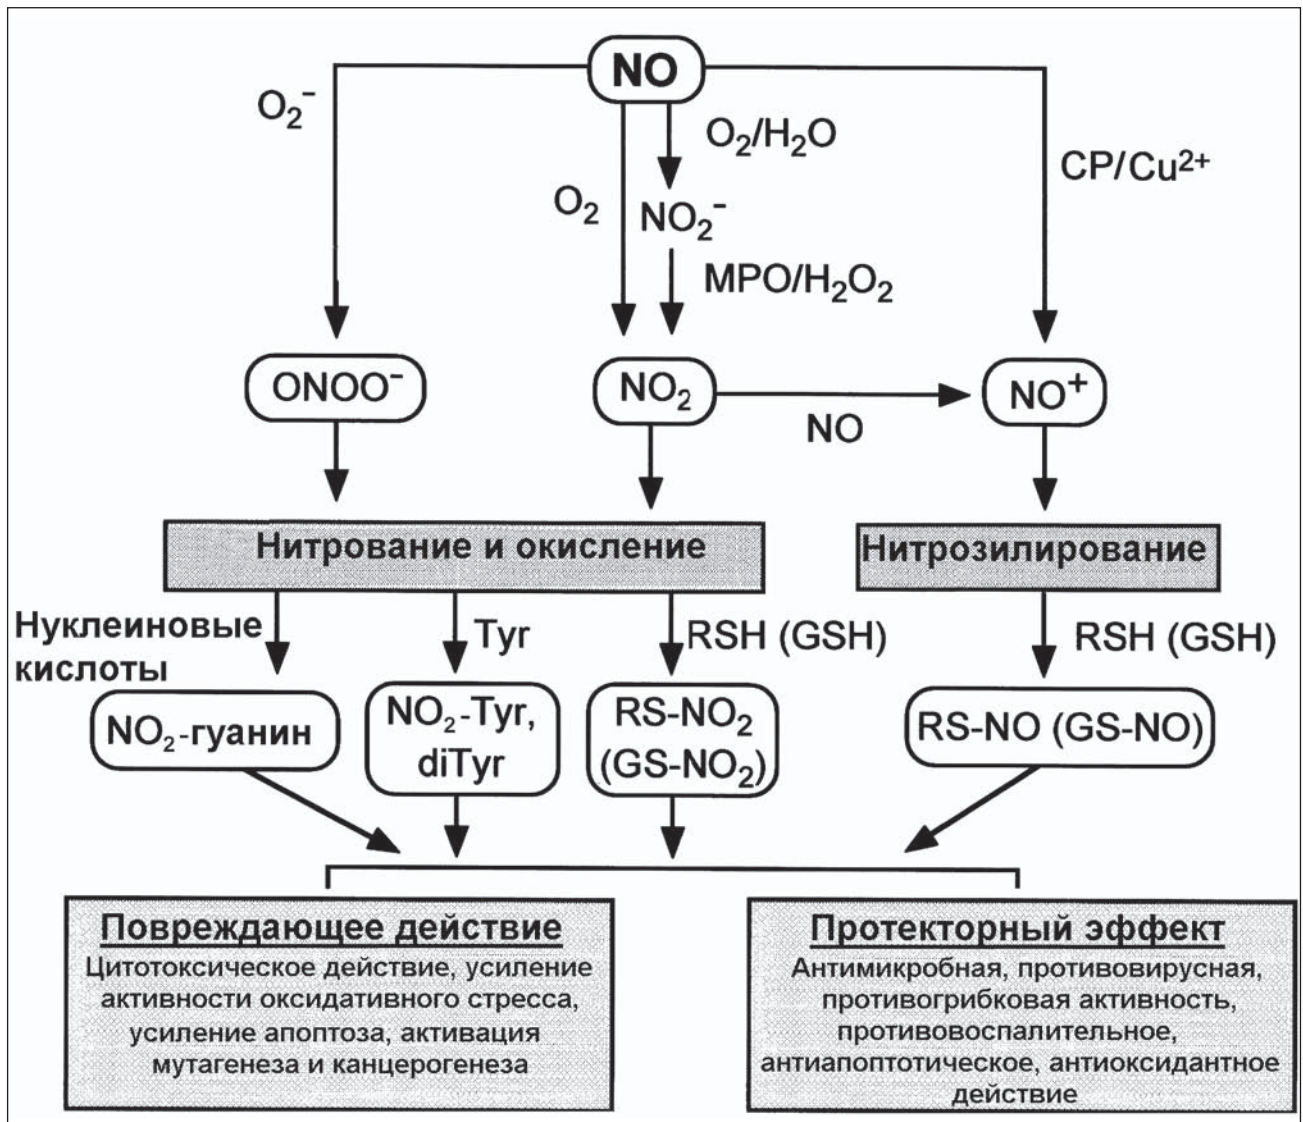 NO
O₂⁻
O₂/H₂O
CP/Cu²⁺
O₂
NO₂⁻
MPO/H₂O₂
ONOO⁻
NO₂
NO
NO⁺
Нитрование и окисление
Нитрозилирование
Нуклеиновые
кислоты
Tyr
RSH (GSH)
RSH (GSH)
NO₂-гуанин
NO₂-Tyr,
diTyr
RS-NO₂
(GS-NO₂)
RS-NO (GS-NO)
Повреждающее действие
Цитотоксическое действие, усиление
активности оксидативного стресса,
усиление апоптоза, активация
мутагенеза и канцерогенеза
Протекторный эффект
Антимикробная, противовирусная,
противогрибковая активность,
противовоспалительное,
антиапоптотическое, антиоксидантное
действие